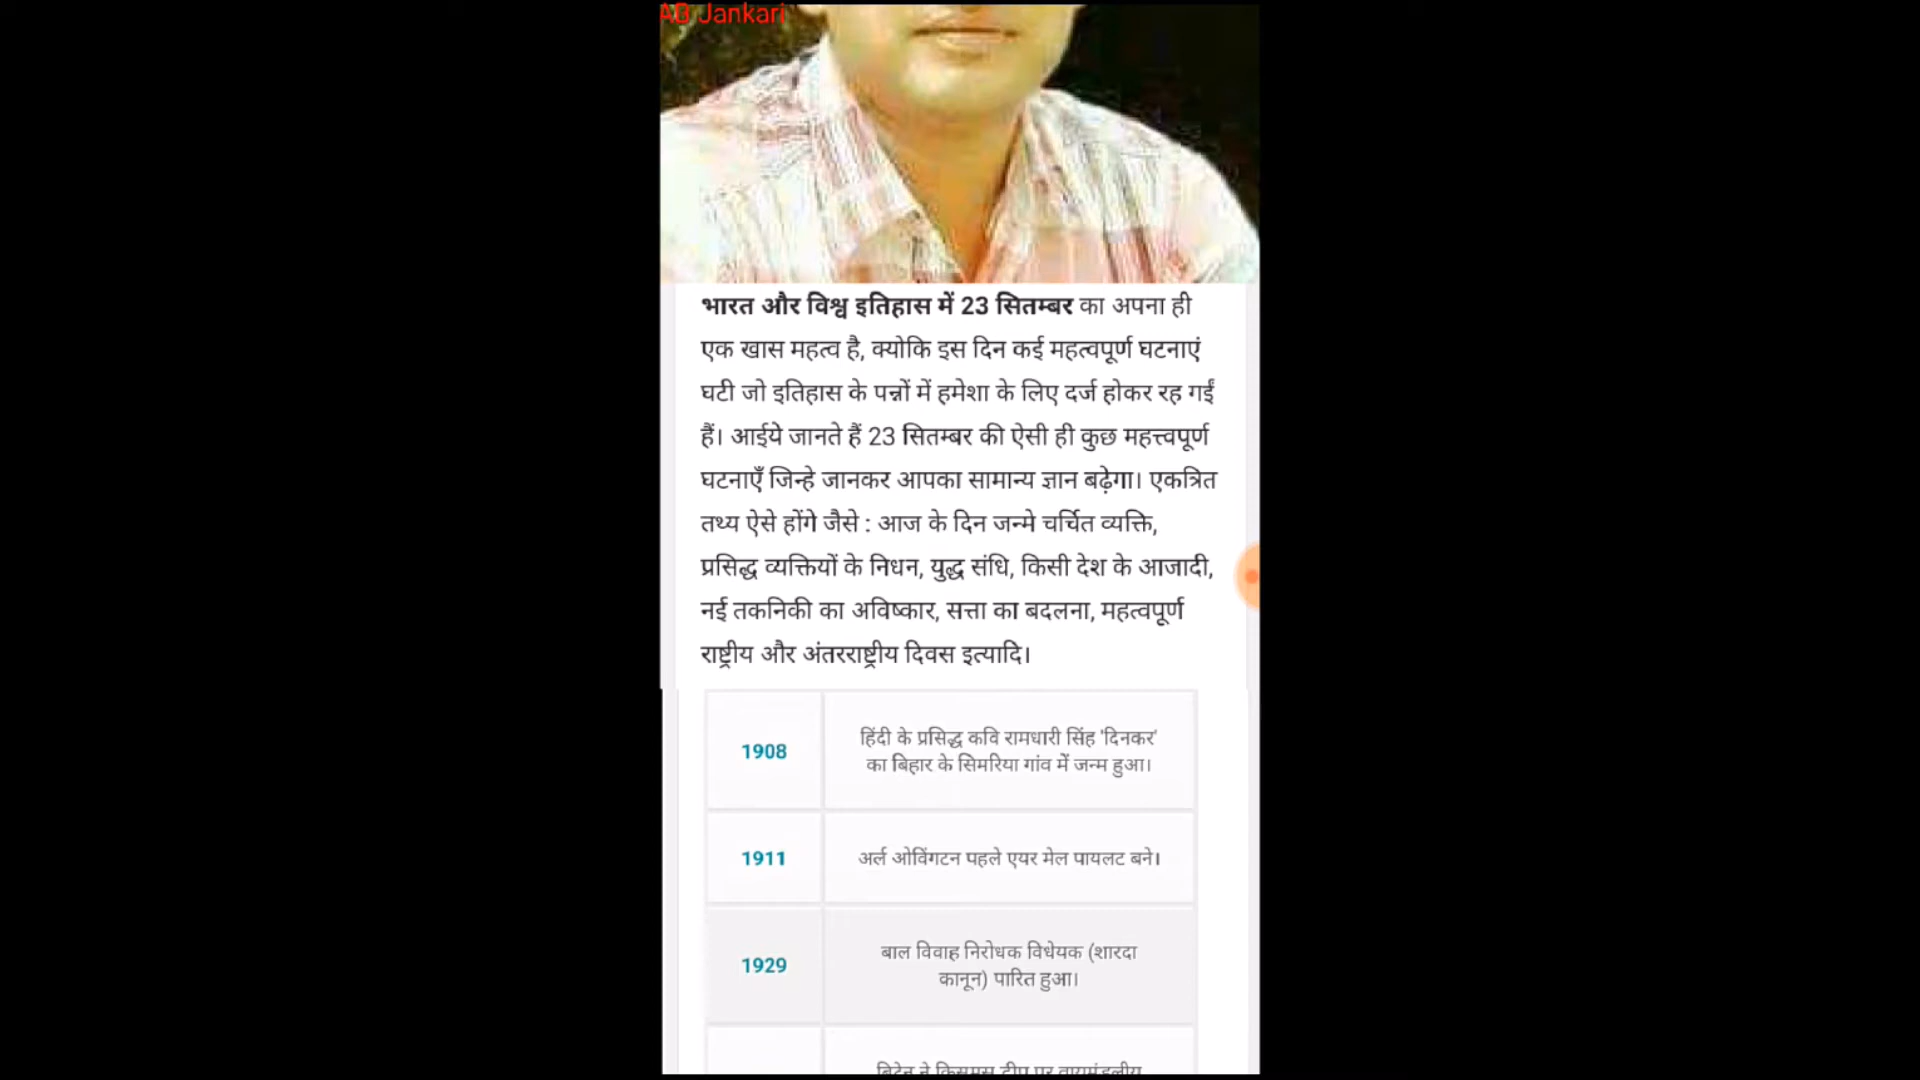 AB Jankari
भारत और विश्व इतिहास में 23 सितम्बर का अपना ही
एक खास महत्व है, क्योकि इस दिन कई महत्वपूर्ण घटनाएं
घटी जो इतिहास के पन्नों में हमेशा के लिए दर्ज होकर रह गईं
हैं। आईये जानते हैं 23 सितम्बर की ऐसी ही कुछ महत्त्वपूर्ण
घटनाएँ जिन्हे जानकर आपका सामान्य ज्ञान बढ़ेगा। एकत्रित
तथ्य ऐसे होंगे जैसे : आज के दिन जन्मे चर्चित व्यक्ति,
प्रसिद्ध व्यक्तियों के निधन, युद्ध संधि, किसी देश के आजादी,
नई तकनिकी का अविष्कार, सत्ता का बदलना, महत्वपूर्ण
राष्ट्रीय और अंतरराष्ट्रीय दिवस इत्यादि।
1908
हिंदी के प्रसिद्ध कवि रामधारी सिंह 'दिनकर'
का बिहार के सिमरिया गांव में जन्म हुआ।
1911
अर्ल ओविंगटन पहले एयर मेल पायलट बने।
1929
बाल विवाह निरोधक विधेयक (शारदा
कानून) पारित हुआ।
ब्रिटेन ने क्रिसमस द्वीप पर वायुमंडलीय